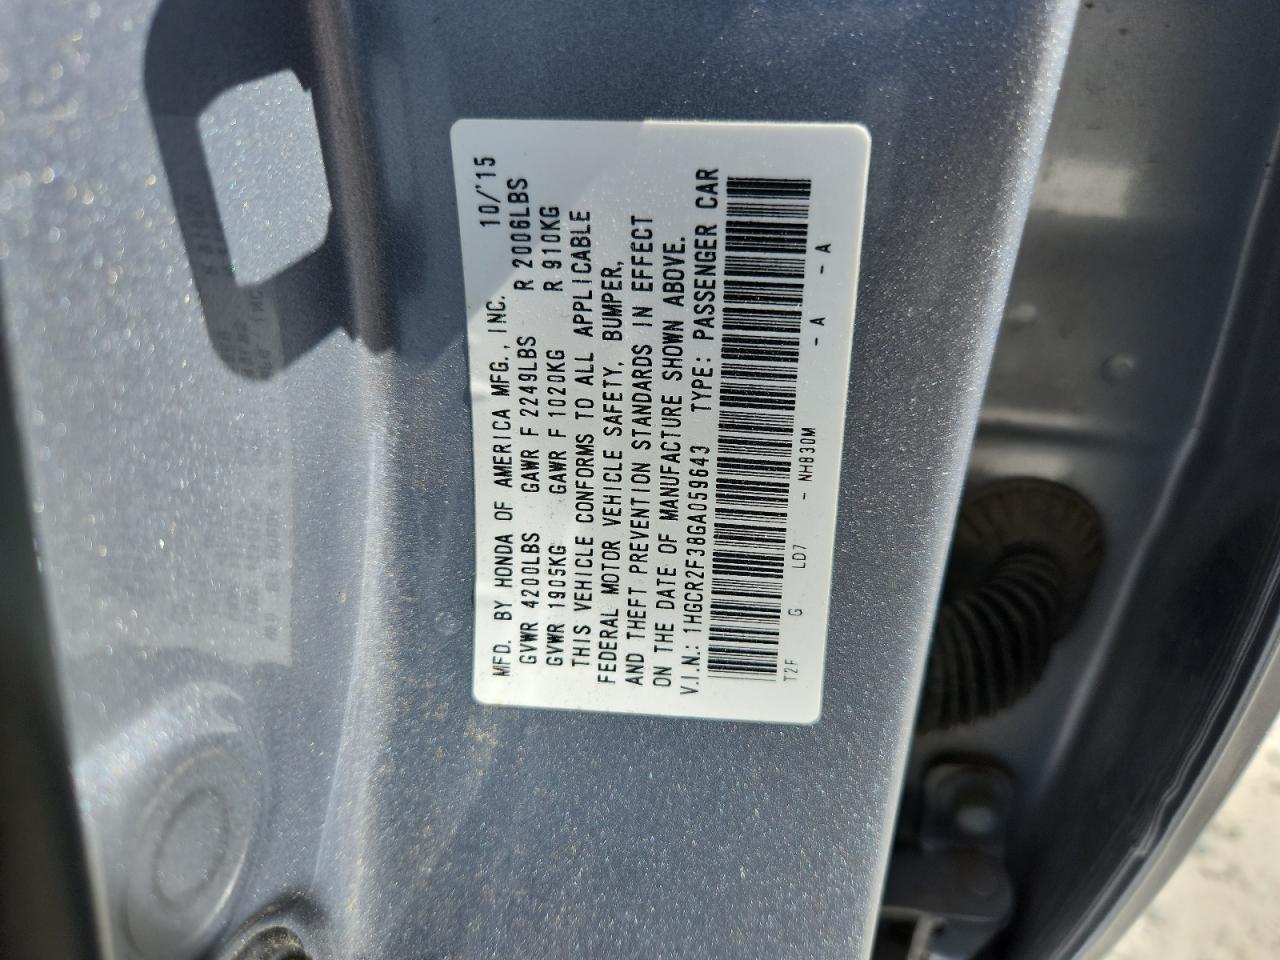 MFD. BY HONDA OF AMERICA MFG., INC. 10/'15
GVWR 4200LBS GAWR F 2249LBS R 2006LBS
GVWR 1905KG GAWR F 1020KG R 910KG
THIS VEHICLE CONFORMS TO ALL APPLICABLE
FEDERAL MOTOR VEHICLE SAFETY, BUMPER,
AND THEFT PREVENTION STANDARDS IN EFFECT
ON THE DATE OF MANUFACTURE SHOWN ABOVE.
V.I.N.: 1HGCR2F38GA059643 TYPE: PASSENGER CAR
T2F G LD7 - NH830M - A - A